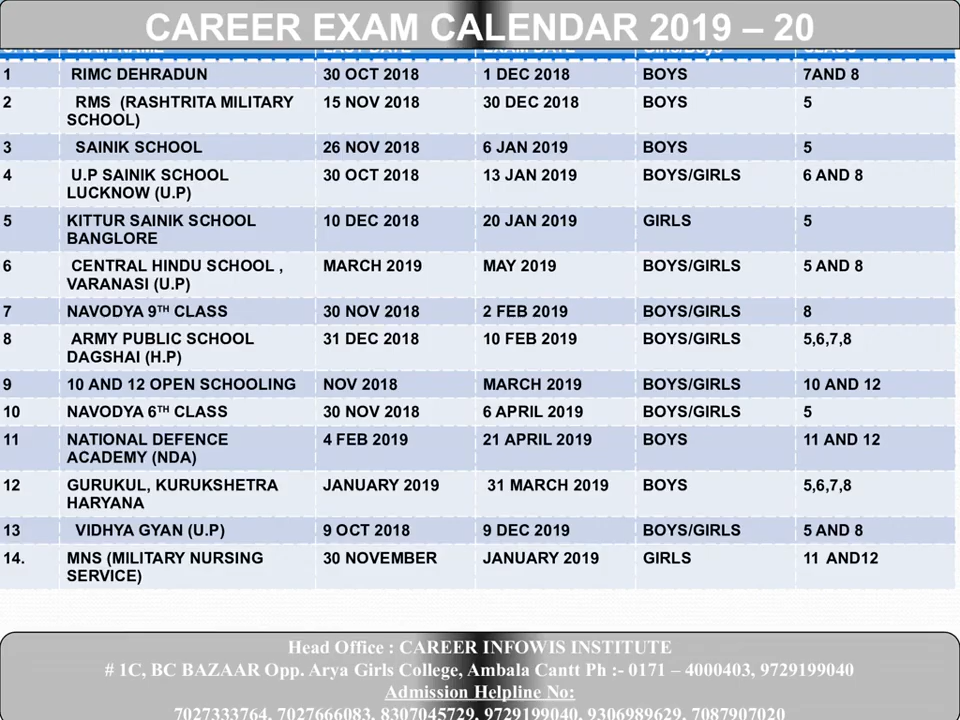 CAREER EXAM CALENDAR 2019 – 20
S. NO EXAM NAME LAST DATE EXAM DATE Girls/Boys CLASS
1 RIMC DEHRADUN 30 OCT 2018 1 DEC 2018 BOYS 7AND 8
2 RMS (RASHTRITA MILITARY SCHOOL) 15 NOV 2018 30 DEC 2018 BOYS 5
3 SAINIK SCHOOL 26 NOV 2018 6 JAN 2019 BOYS 5
4 U.P SAINIK SCHOOL LUCKNOW (U.P) 30 OCT 2018 13 JAN 2019 BOYS/GIRLS 6 AND 8
5 KITTUR SAINIK SCHOOL BANGLORE 10 DEC 2018 20 JAN 2019 GIRLS 5
6 CENTRAL HINDU SCHOOL , VARANASI (U.P) MARCH 2019 MAY 2019 BOYS/GIRLS 5 AND 8
7 NAVODYA 9TH CLASS 30 NOV 2018 2 FEB 2019 BOYS/GIRLS 8
8 ARMY PUBLIC SCHOOL DAGSHAI (H.P) 31 DEC 2018 10 FEB 2019 BOYS/GIRLS 5,6,7,8
9 10 AND 12 OPEN SCHOOLING NOV 2018 MARCH 2019 BOYS/GIRLS 10 AND 12
10 NAVODYA 6TH CLASS 30 NOV 2018 6 APRIL 2019 BOYS/GIRLS 5
11 NATIONAL DEFENCE ACADEMY (NDA) 4 FEB 2019 21 APRIL 2019 BOYS 11 AND 12
12 GURUKUL, KURUKSHETRA HARYANA JANUARY 2019 31 MARCH 2019 BOYS 5,6,7,8
13 VIDHYA GYAN (U.P) 9 OCT 2018 9 DEC 2019 BOYS/GIRLS 5 AND 8
14. MNS (MILITARY NURSING SERVICE) 30 NOVEMBER JANUARY 2019 GIRLS 11 AND12
Head Office : CAREER INFOWIS INSTITUTE
# 1C, BC BAZAAR Opp. Arya Girls College, Ambala Cantt Ph :- 0171 – 4000403, 9729199040
Admission Helpline No:
7027333764, 7027666083, 8307045729, 9729199040, 9306989629, 7087907020